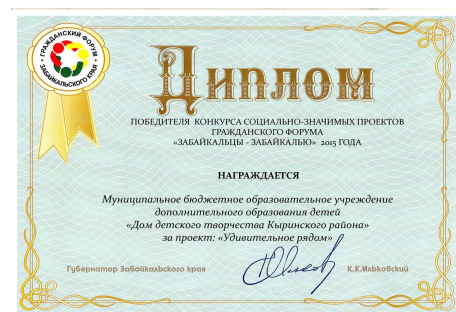 ГРАЖДАНСКИЙ ФОРУМ
ЗАБАЙКАЛЬСКОГО КРАЯ
Диплом
ПОБЕДИТЕЛЯ КОНКУРСА СОЦИАЛЬНО-ЗНАЧИМЫХ ПРОЕКТОВ
ГРАЖДАНСКОГО ФОРУМА
«ЗАБАЙКАЛЬЦЫ - ЗАБАЙКАЛЬЮ» 2015 ГОДА
НАГРАЖДАЕТСЯ
Муниципальное бюджетное образовательное учреждение
дополнительного образования детей
«Дом детского творчества Кыринского района»
за проект: «Удивительное рядом»
Губернатор Забайкальского края
К.К.Ильковский